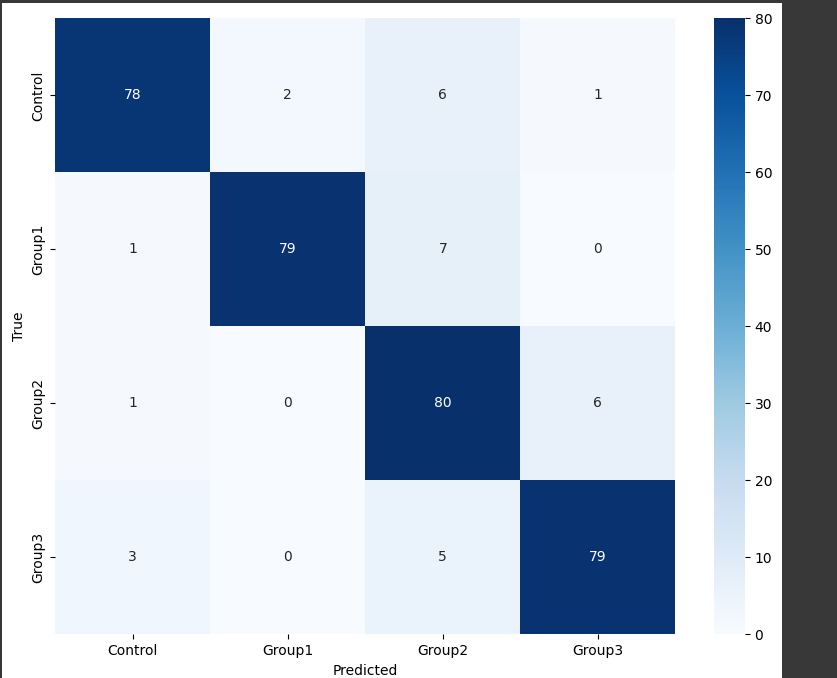 80
Control 78 2 6 1
70
60
Group1 1 79 7 0
50
True
40
Group2 1 0 80 6
30
20
Group3 3 0 5 79
10
0
Control Group1 Group2 Group3
Predicted